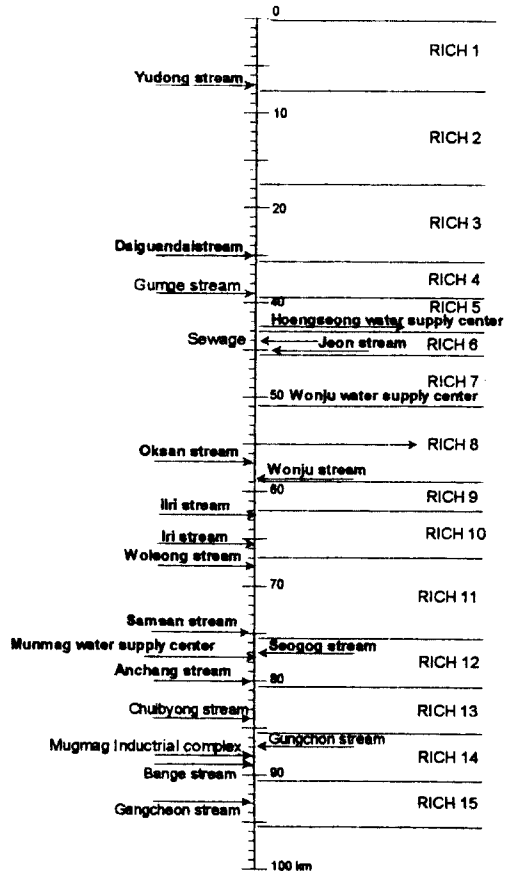 0
RICH 1
Yudong stream
10
RICH 2
20
RICH 3
Daiguandaistream
RICH 4
Gumge stream
40
RICH 5
Hoengseong water supply center
Sewage
Jeon stream
RICH 6
RICH 7
50
Wonju water supply center
Oksan stream
RICH 8
Wonju stream
60
RICH 9
Ilri stream
Iri stream
RICH 10
Woleong stream
70
RICH 11
Samsan stream
Munmag water supply center
Seogog stream
RICH 12
Anchang stream
80
Chuibyong stream
RICH 13
Gungchon stream
Mugmag Inductrial complex
RICH 14
Bange stream
90
RICH 15
Gangcheon stream
100 km